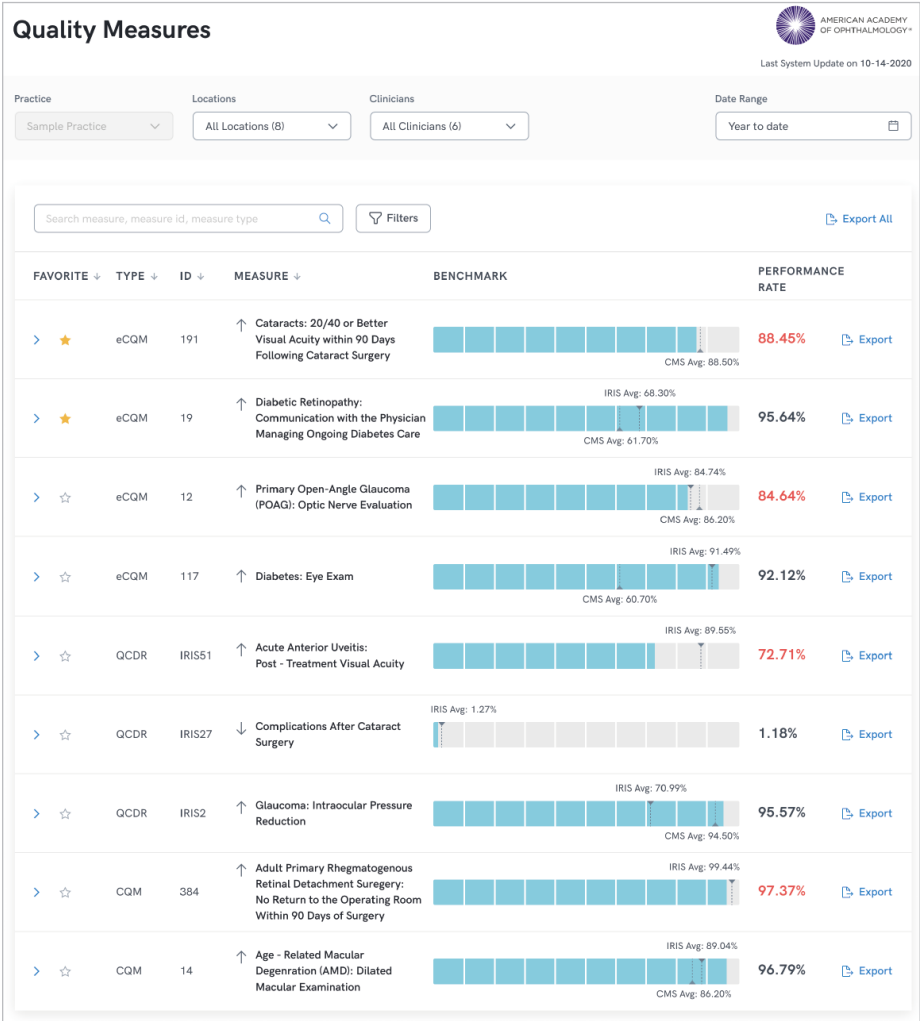 Quality Measures
AMERICAN ACADEMY
OF OPHTHALMOLOGY®
Last System Update on 10-14-2020
Practice
Locations
Clinicians
Date Range
Sample Practice
All Locations (8)
All Clinicians (6)
Year to date
Search measure, measure id, measure type
Filters
Export All
FAVORITE ↓ TYPE ↓ ID ↓ MEASURE ↓ BENCHMARK
PERFORMANCE
RATE
eCQM 191
↑ Cataracts: 20/40 or Better
Visual Acuity within 90 Days
Following Cataract Surgery
CMS Avg: 88.50%
88.45% Export
eCQM 19
↑ Diabetic Retinopathy:
Communication with the Physician
Managing Ongoing Diabetes Care
IRIS Avg: 68.30%
CMS Avg: 61.70%
95.64% Export
eCQM 12
↑ Primary Open-Angle Glaucoma
(POAG): Optic Nerve Evaluation
IRIS Avg: 84.74%
CMS Avg: 86.20%
84.64% Export
eCQM 117
↑ Diabetes: Eye Exam
IRIS Avg: 91.49%
CMS Avg: 60.70%
92.12% Export
QCDR IRIS51
↑ Acute Anterior Uveitis:
Post - Treatment Visual Acuity
IRIS Avg: 89.55%
72.71% Export
QCDR IRIS27
↓ Complications After Cataract
Surgery
IRIS Avg: 1.27%
1.18% Export
QCDR IRIS2
↑ Glaucoma: Intraocular Pressure
Reduction
IRIS Avg: 70.99%
CMS Avg: 94.50%
95.57% Export
CQM 384
↑ Adult Primary Rhegmatogenous
Retinal Detachment Suregery:
No Return to the Operating Room
Within 90 Days of Surgery
IRIS Avg: 99.44%
97.37% Export
CQM 14
↑ Age - Related Macular
Degenration (AMD): Dilated
Macular Examination
IRIS Avg: 89.04%
CMS Avg: 86.20%
96.79% Export